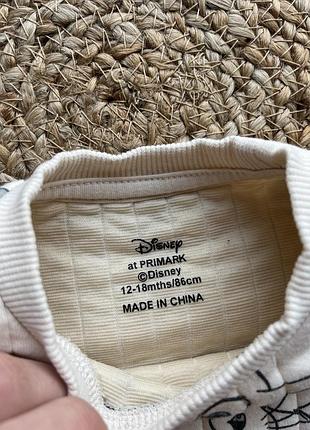 Disney
at PRIMARK
©Disney
12-18mths/86cm
MADE IN CHINA